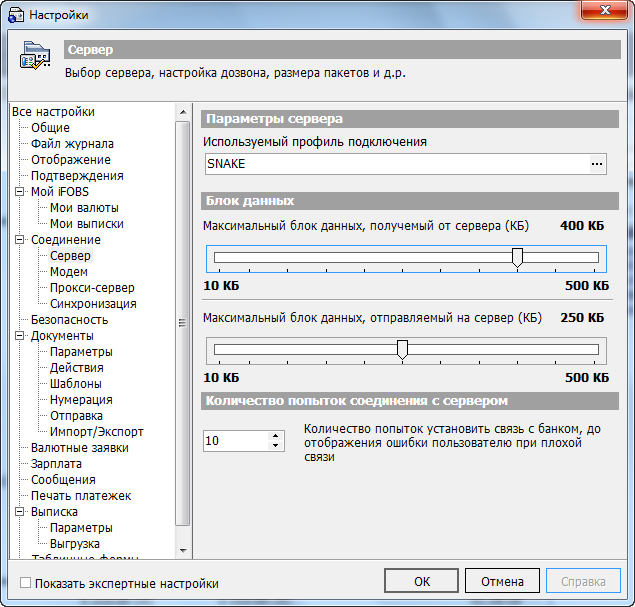 Настройки
Сервер
Выбор сервера, настройка дозвона, размера пакетов и д.р.
Все настройки
Общие
Файл журнала
Отображение
Подтверждения
Мой iFOBS
Мои валюты
Мои выписки
Соединение
Сервер
Модем
Прокси-сервер
Синхронизация
Безопасность
Документы
Параметры
Действия
Шаблоны
Нумерация
Отправка
Импорт/Экспорт
Валютные заявки
Зарплата
Сообщения
Печать платежек
Выписка
Параметры
Выгрузка
Табличные формы
Параметры сервера
Используемый профиль подключения
SNAKE ...
Блок данных
Максимальный блок данных, получемый от сервера (КБ) 400 КБ
10 КБ 500 КБ
Максимальный блок данных, отправляемый на сервер (КБ) 250 КБ
10 КБ 500 КБ
Количество попыток соединения с сервером
10
Количество попыток установить связь с банком, до
отображения ошибки пользователю при плохой
связи
Показать экспертные настройки
ОК Отмена Справка